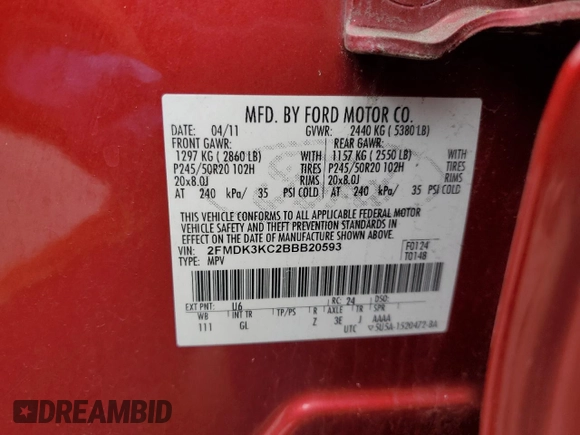 MFD. BY FORD MOTOR CO.
DATE: 04/11 GVWR: 2440 KG ( 5380 LB)
FRONT GAWR: REAR GAWR:
1297 KG ( 2860 LB) WITH 1157 KG ( 2550 LB) WITH
P245/50R20 102H TIRES P245/50R20 102H TIRES
20x8.0J RIMS 20x8.0J RIMS
AT 240 kPa/ 35 PSI COLD AT 240 kPa/ 35 PSI COLD
THIS VEHICLE CONFORMS TO ALL APPLICABLE FEDERAL MOTOR
VEHICLE SAFETY AND THEFT PREVENTION STANDARDS IN
EFFECT ON THE DATE OF MANUFACTURE SHOWN ABOVE.
VIN: 2FMDK3KC2BBB20593 F0124
TYPE: MPV T0148
EXT PNT: U6 RC: 24 DSO:
WB INT TR TP/PS R AXLE TR SPR
111 GL Z 3E J AAAA
UTC 5U5A-1520472-BA
DREAMBID